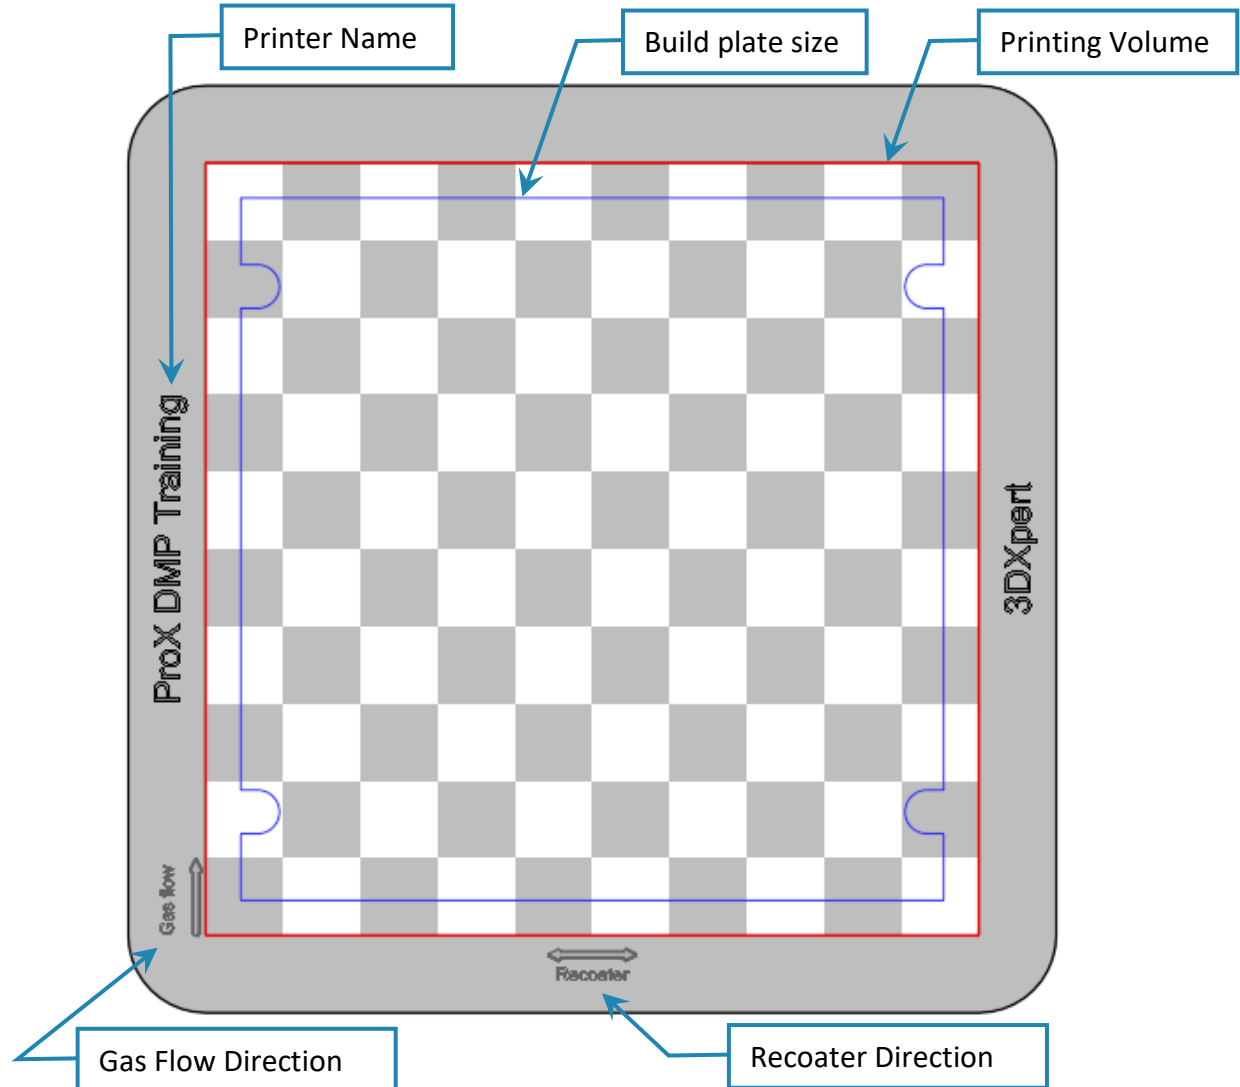 Printer Name
Build plate size
Printing Volume
ProX DMP Training
3DXpert
Gas flow
Recoater
Gas Flow Direction
Recoater Direction